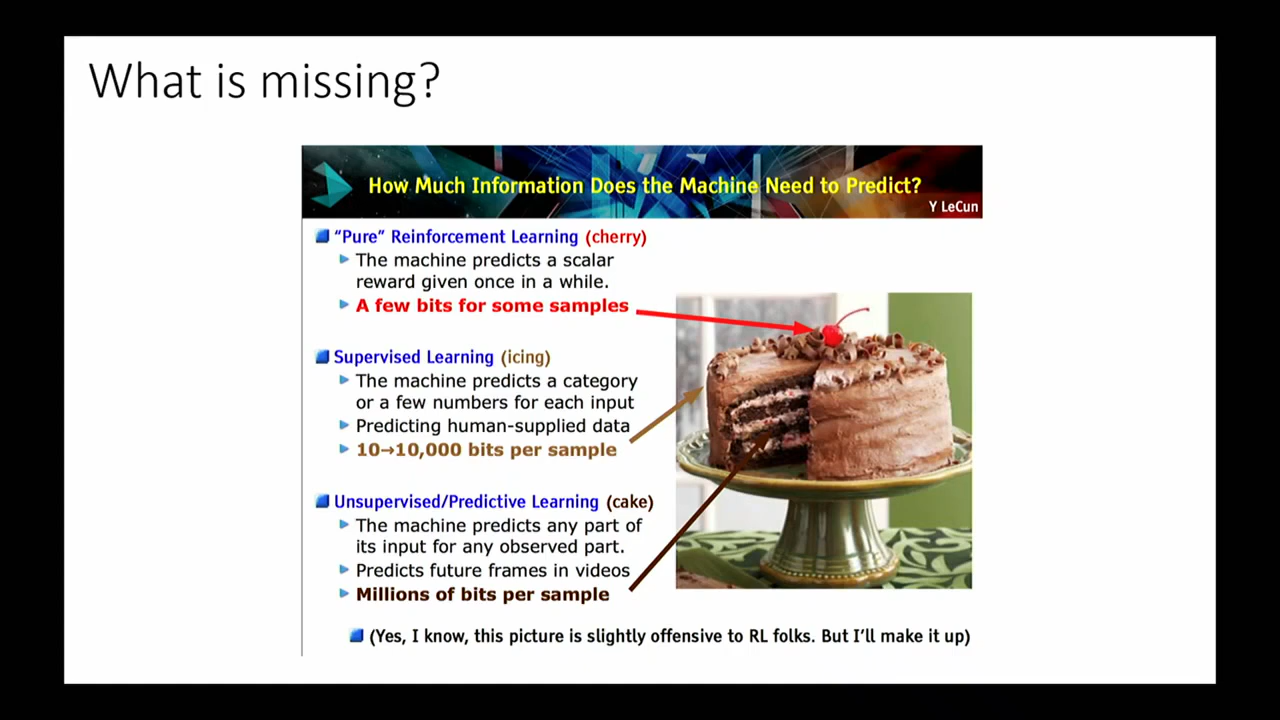 What is missing?
How Much Information Does the Machine Need to Predict?
Y LeCun
“Pure” Reinforcement Learning (cherry)
The machine predicts a scalar
reward given once in a while.
A few bits for some samples
Supervised Learning (icing)
The machine predicts a category
or a few numbers for each input
Predicting human-supplied data
10→10,000 bits per sample
Unsupervised/Predictive Learning (cake)
The machine predicts any part of
its input for any observed part.
Predicts future frames in videos
Millions of bits per sample
(Yes, I know, this picture is slightly offensive to RL folks. But I’ll make it up)